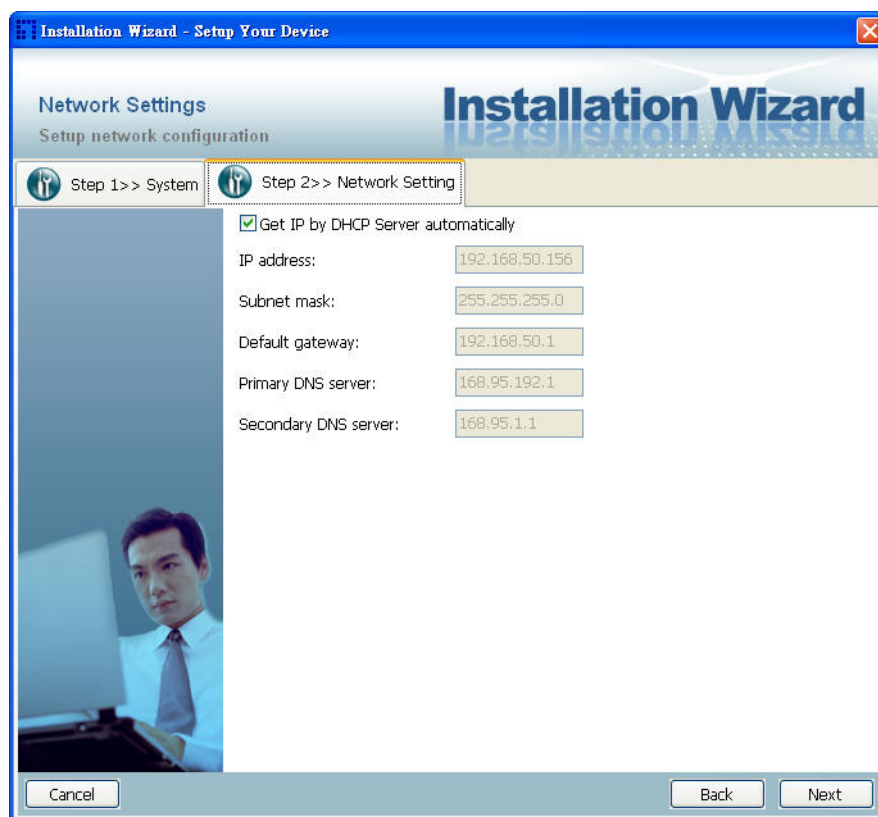 Installation Wizard - Setup Your Device
Network Settings
Setup network configuration
Installation Wizard
Step 1>> System
Step 2>> Network Setting
Get IP by DHCP Server automatically
IP address: 192.168.50.156
Subnet mask: 255.255.255.0
Default gateway: 192.168.50.1
Primary DNS server: 168.95.192.1
Secondary DNS server: 168.95.1.1
Cancel Back Next